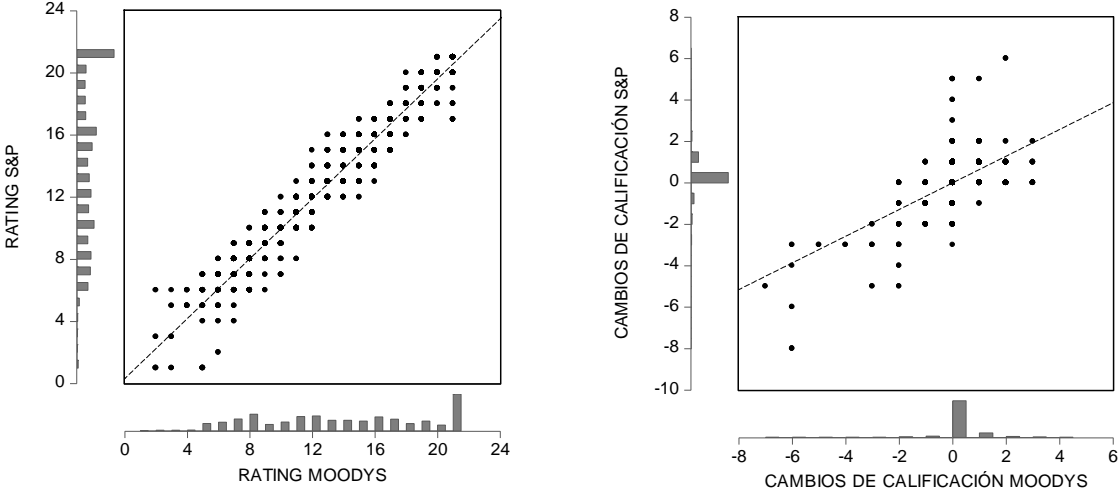 24
20
16
12
8
4
0
RATING S&P
0 4 8 12 16 20 24
RATING MOODYS
8
6
4
2
0
-2
-4
-6
-8
-10
CAMBIOS DE CALIFICACIÓN S&P
-8 -6 -4 -2 0 2 4 6
CAMBIOS DE CALIFICACIÓN MOODYS